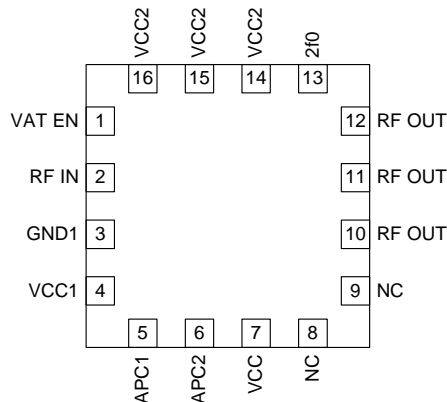 VCC2 VCC2 VCC2 2f0
16 15 14 13
VAT EN 1 12 RF OUT
RF IN 2 11 RF OUT
GND1 3 10 RF OUT
VCC1 4 9 NC
5 6 7 8
APC1 APC2 VCC NC